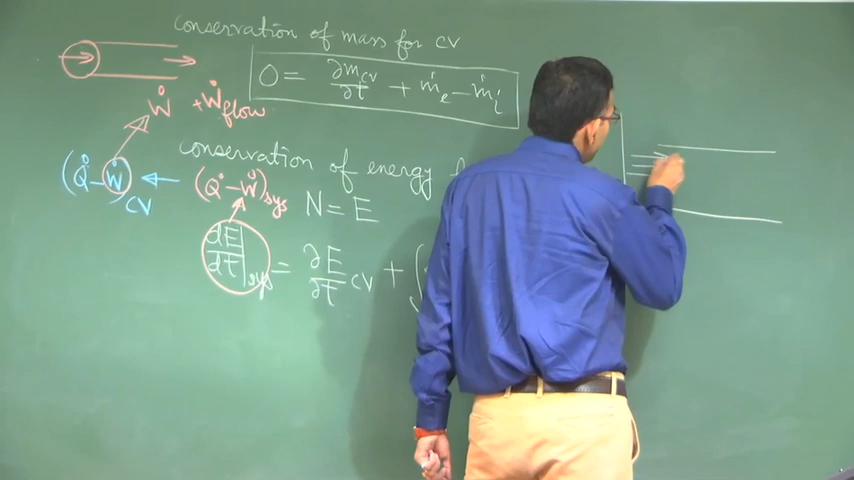 conservation of mass for CV
0 = ∂m_CV/∂t + ṁ_e − ṁ_i
Ẇ + Ẇ_flow
conservation of energy
(Q̇ − Ẇ)_CV ← (Q̇ − Ẇ)_sys
N = E
dE/dt|_sys = ∂E/∂t CV + ∫